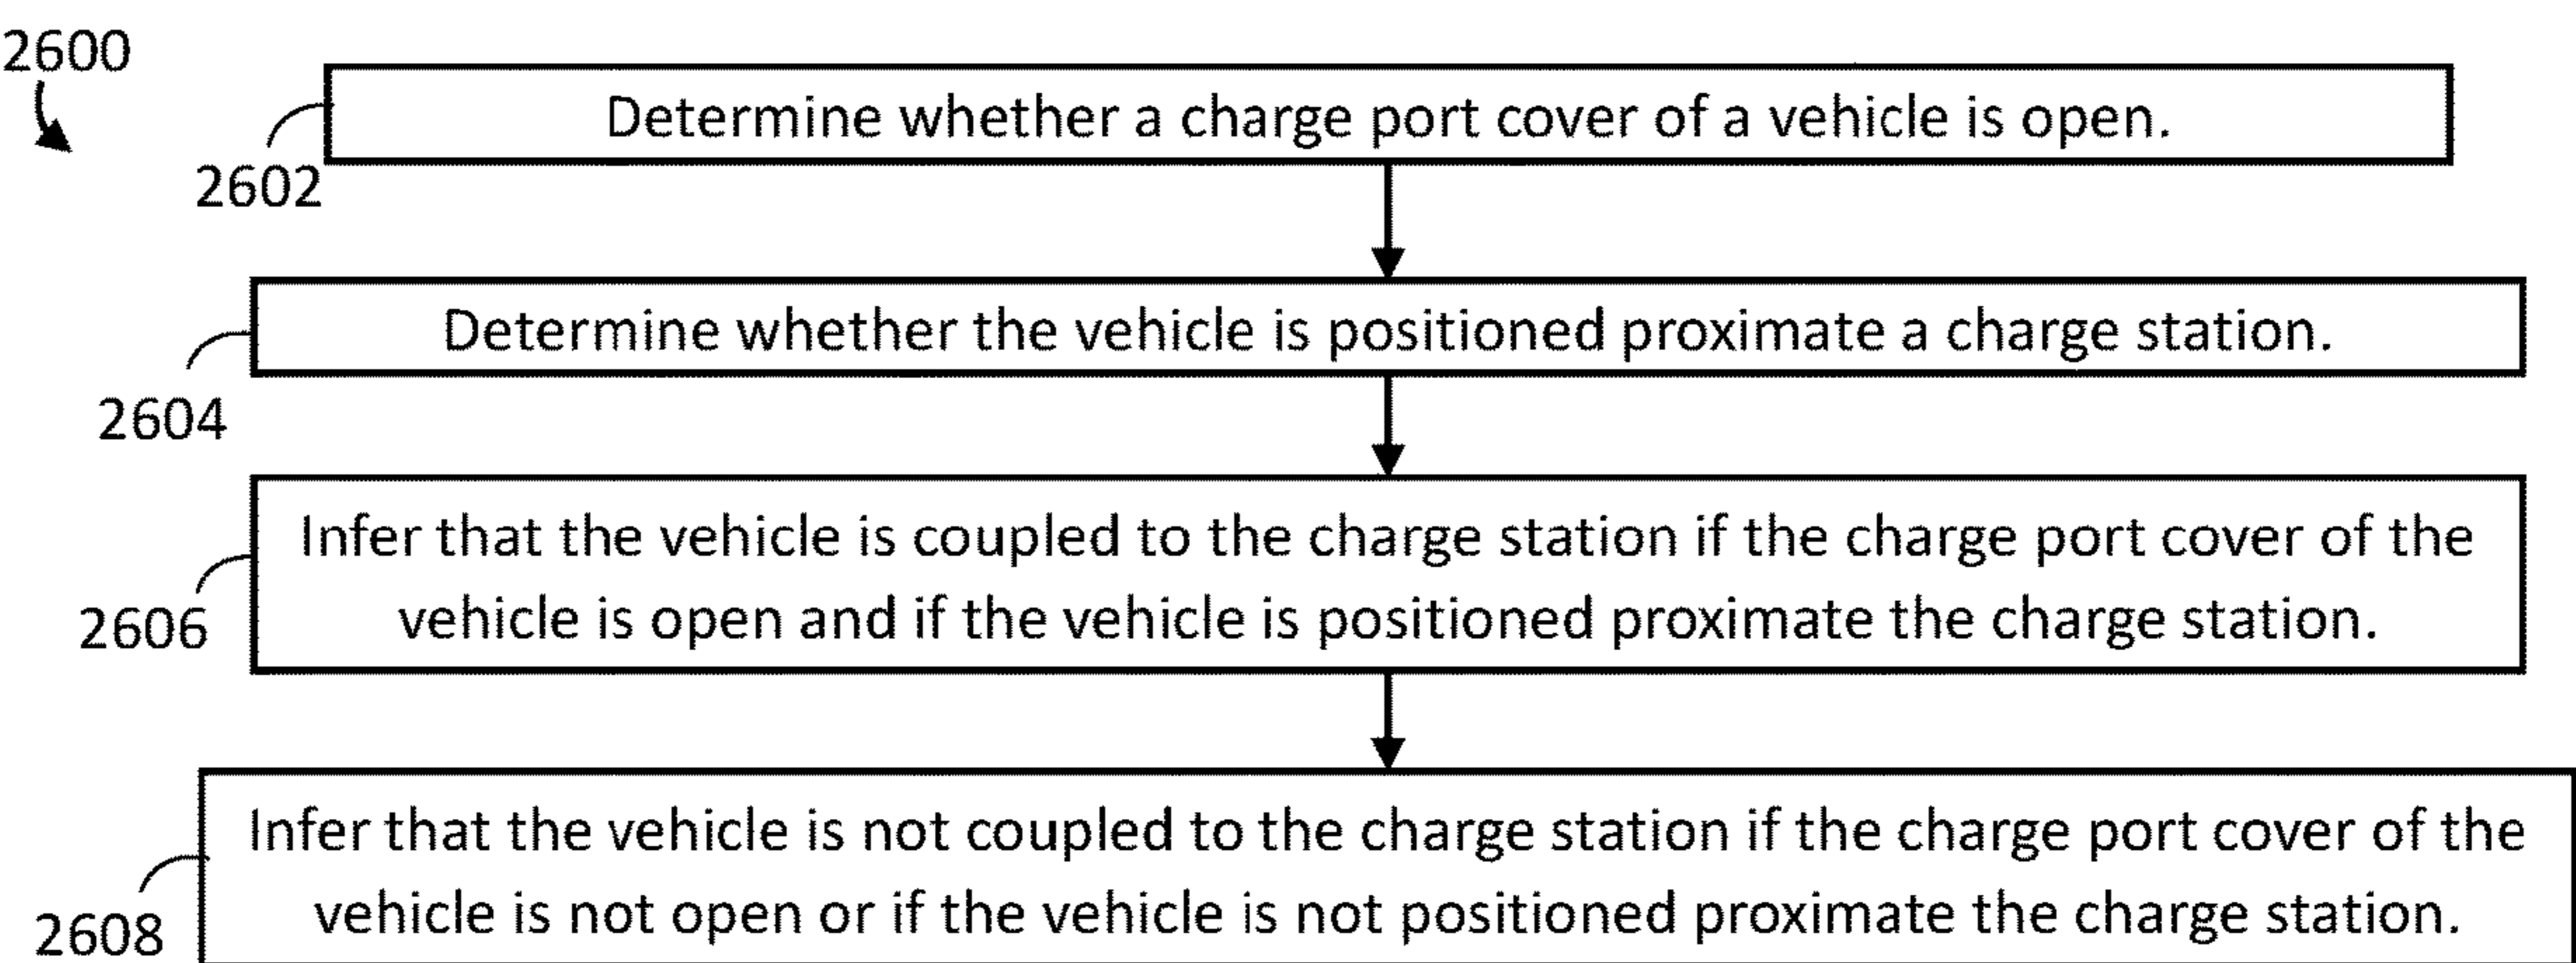 2600
Determine whether a charge port cover of a vehicle is open.
2602
Determine whether the vehicle is positioned proximate a charge station.
2604
Infer that the vehicle is coupled to the charge station if the charge port cover of the
vehicle is open and if the vehicle is positioned proximate the charge station.
2606
Infer that the vehicle is not coupled to the charge station if the charge port cover of the
vehicle is not open or if the vehicle is not positioned proximate the charge station.
2608